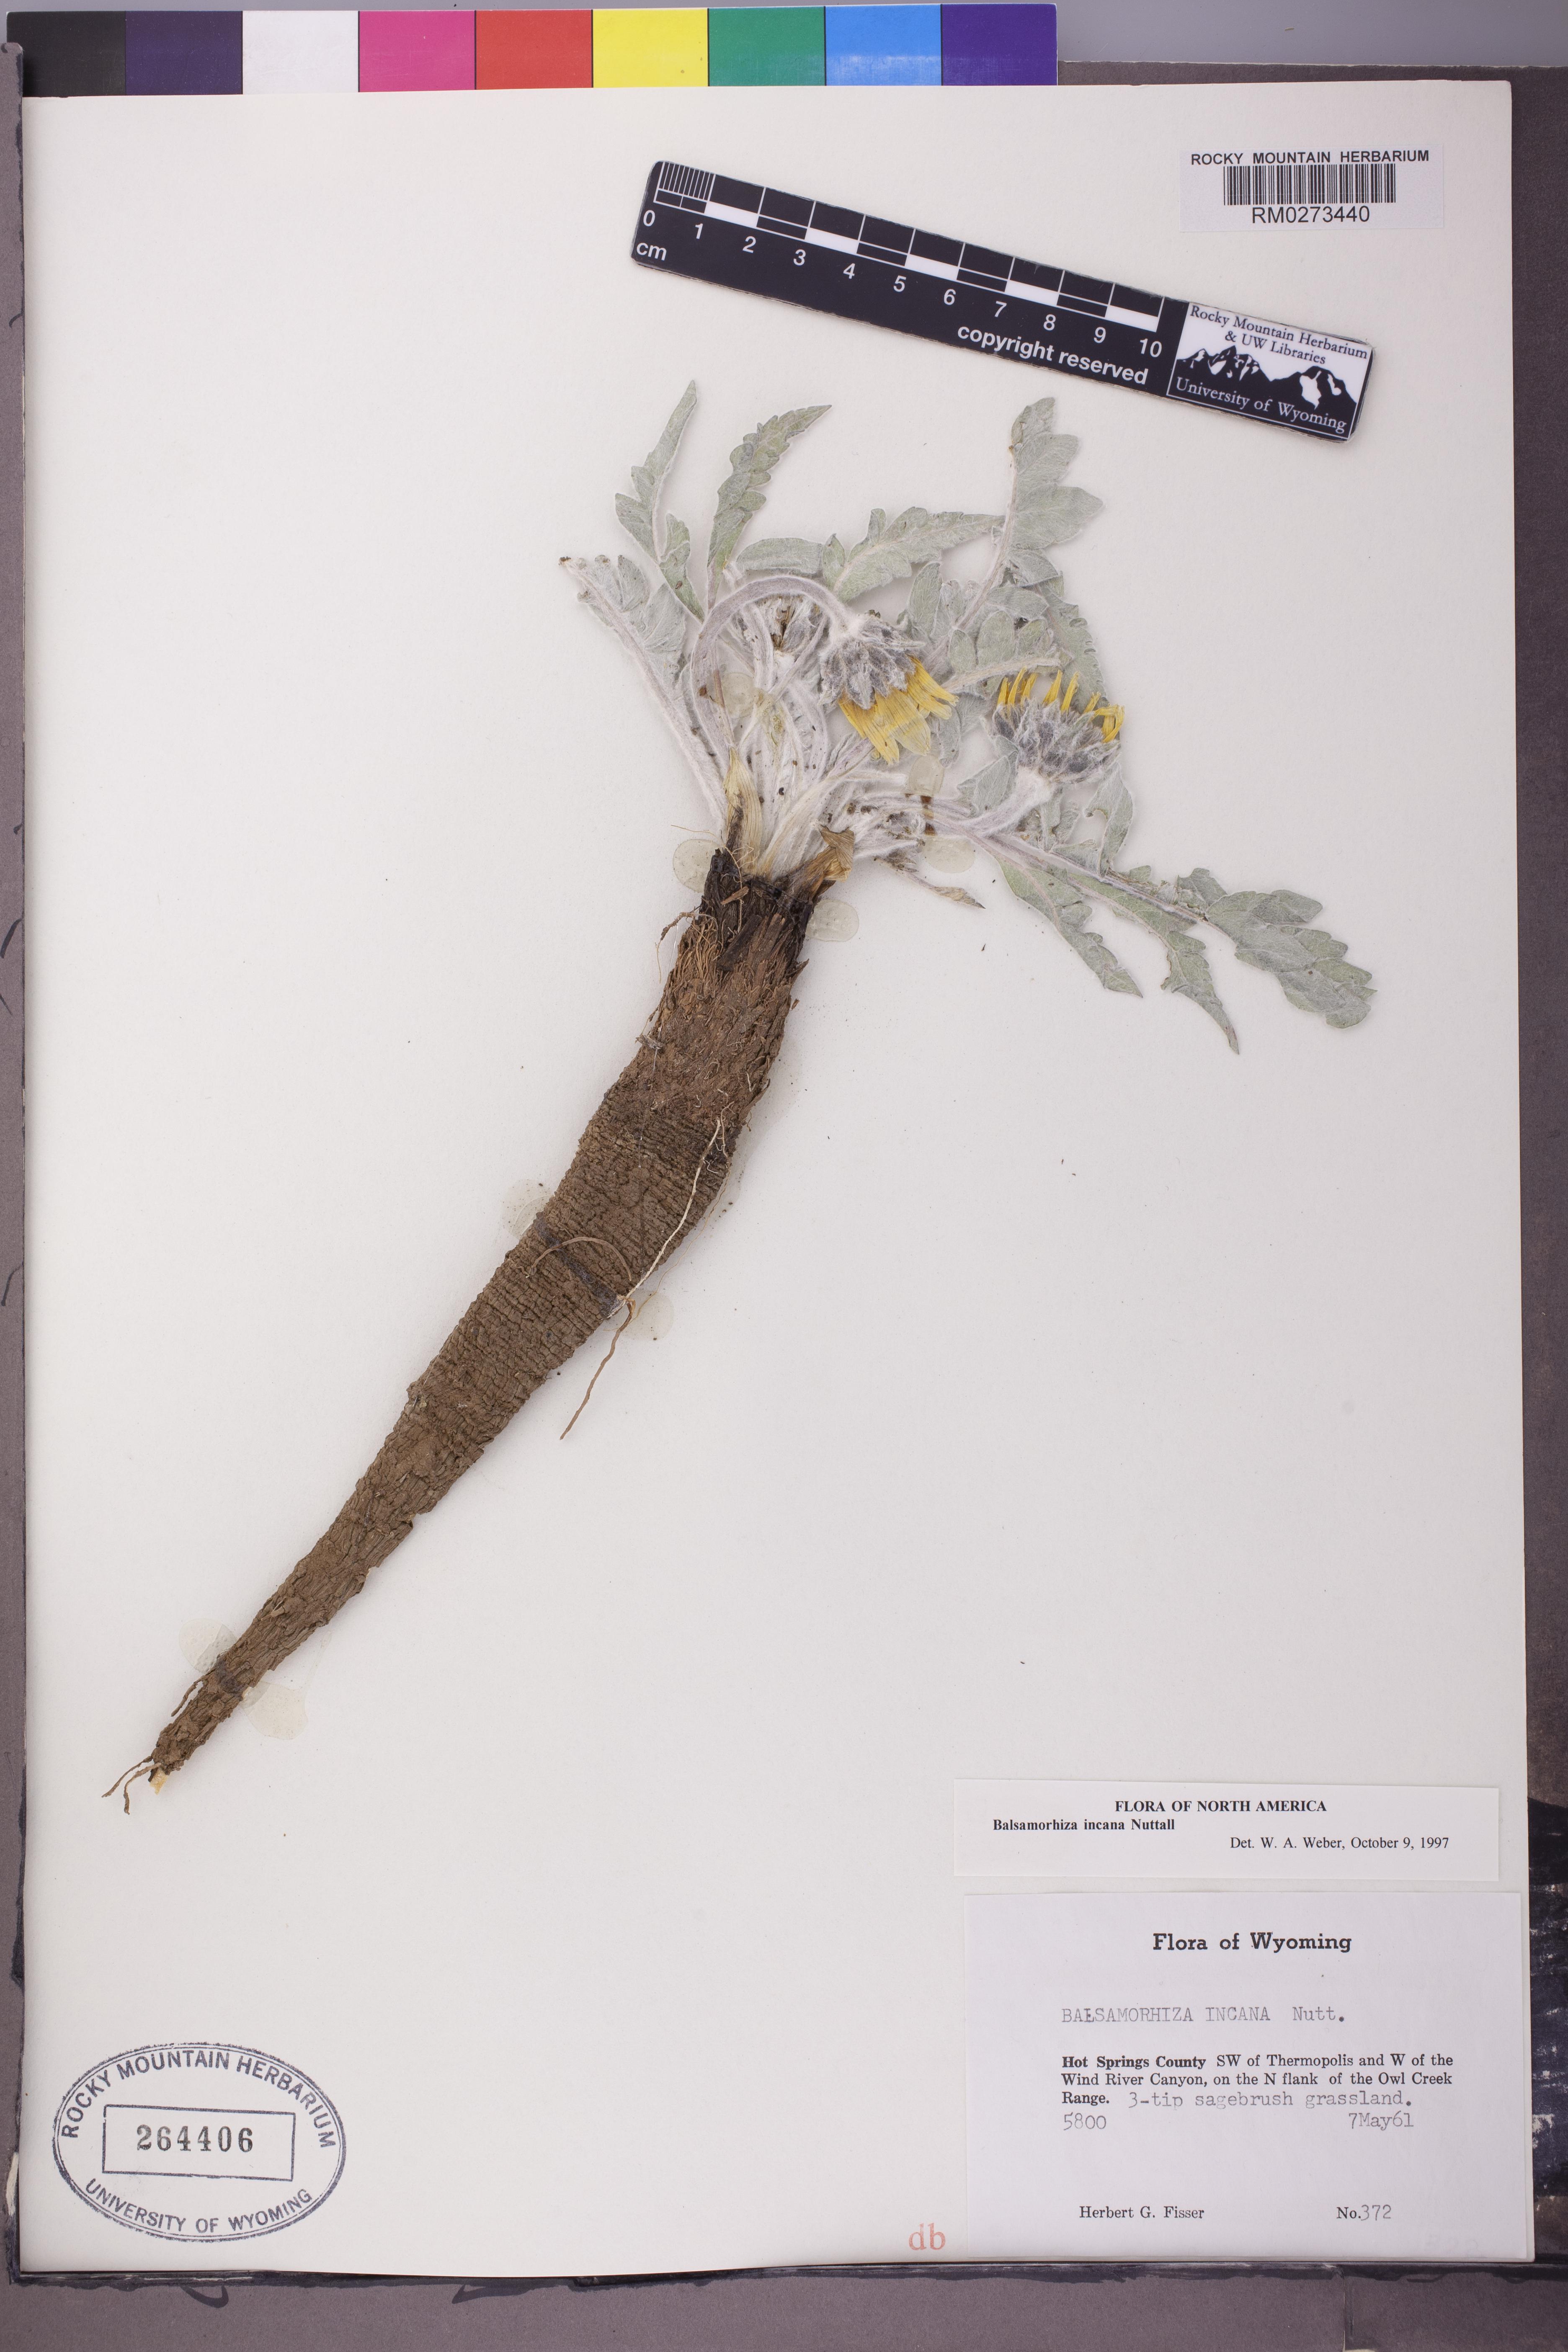 ROCKY MOUNTAIN HERBARIUM
RM0273440
0 1 2 3 4 5 6 7 8 9 10
cm
copyright reserved
Rocky Mountain Herbarium
& UW Libraries
University of Wyoming
FLORA OF NORTH AMERICA
Balsamorhiza incana Nuttall
Det. W. A. Weber, October 9, 1997
Flora of Wyoming
BALSAMORHIZA INCANA Nutt.
Hot Springs County SW of Thermopolis and W of the
Wind River Canyon, on the N flank of the Owl Creek
Range. 3-tip sagebrush grassland.
5800 7May61
Herbert G. Fisser No.372
db
ROCKY MOUNTAIN HERBARIUM
264406
UNIVERSITY OF WYOMING